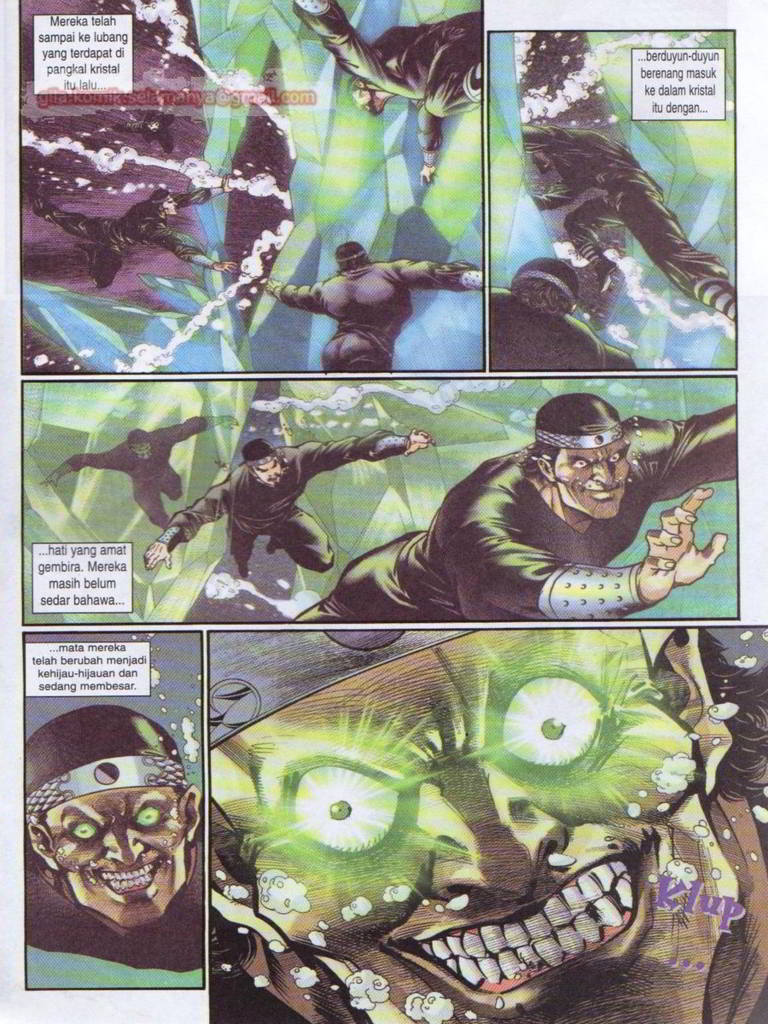 Mereka telah
sampai ke lubang
yang terdapat di
pangkal kristal
itu lalu...
gila-komik-selamanya@gmail.com
...berduyun-duyun
berenang masuk
ke dalam kristal
itu dengan...
...hati yang amat
gembira. Mereka
masih belum
sedar bahawa...
...mata mereka
telah berubah menjadi
kehijau-hijauan dan
sedang membesar.
Klup
...